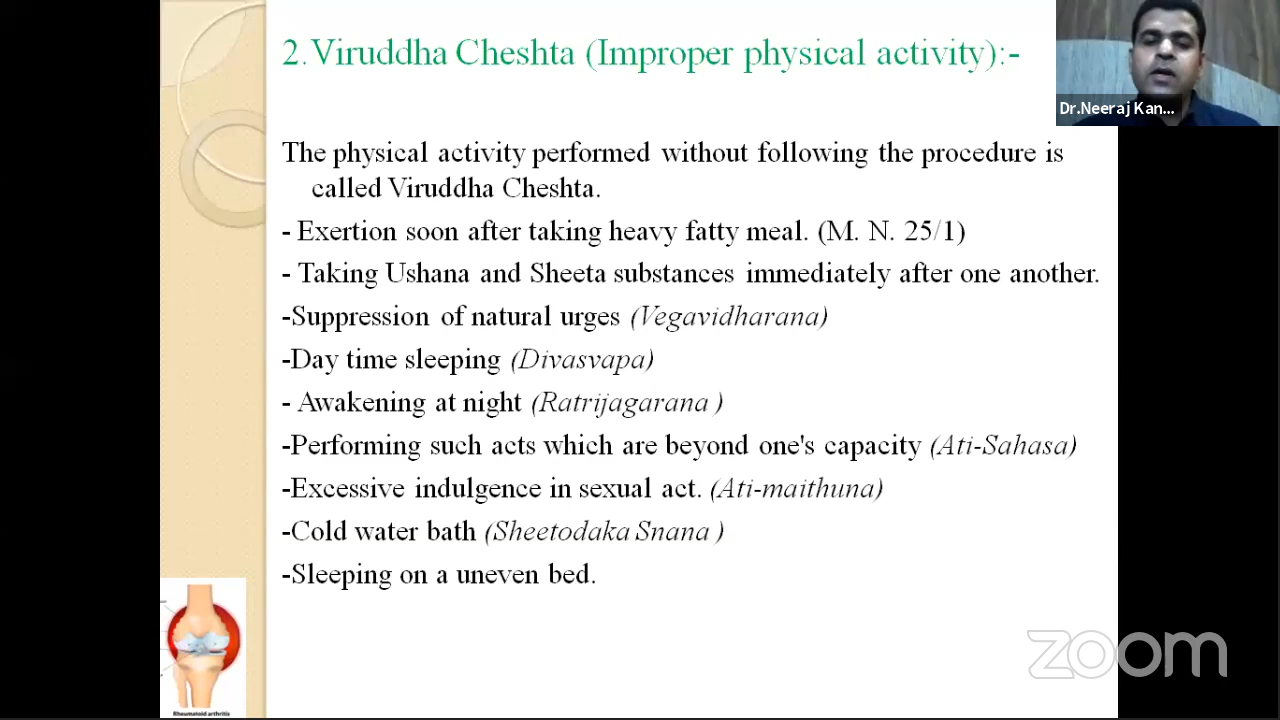 2. Viruddha Cheshta (Improper physical activity):-
Dr.Neeraj Kan...
The physical activity performed without following the procedure is
called Viruddha Cheshta.
- Exertion soon after taking heavy fatty meal. (M. N. 25/1)
- Taking Ushana and Sheeta substances immediately after one another.
-Suppression of natural urges (Vegavidharana)
-Day time sleeping (Divasvapa)
- Awakening at night (Ratrijagarana )
-Performing such acts which are beyond one's capacity (Ati-Sahasa)
-Excessive indulgence in sexual act. (Ati-maithuna)
-Cold water bath (Sheetodaka Snana )
-Sleeping on a uneven bed.
zoom
Rheumatoid arthritis